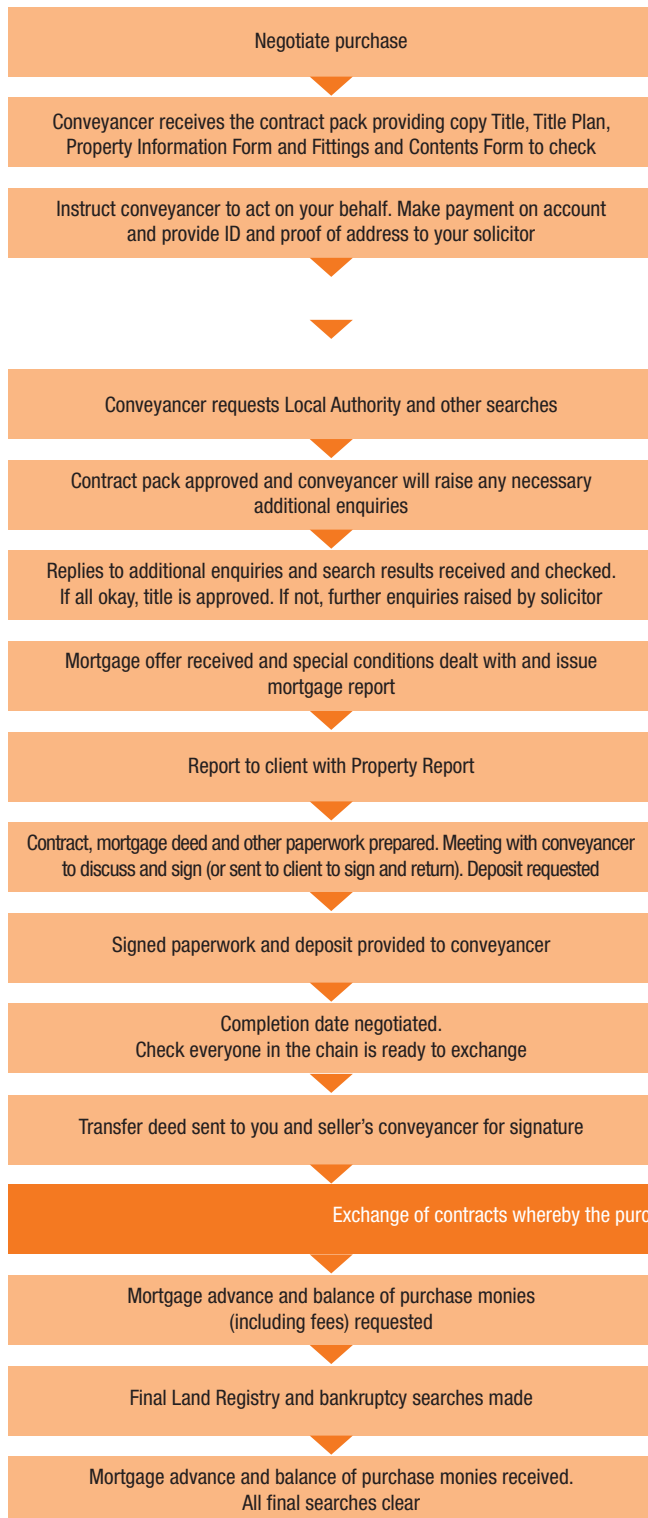 Negotiate purchase
Conveyancer receives the contract pack providing copy Title, Title Plan,
Property Information Form and Fittings and Contents Form to check
Instruct conveyancer to act on your behalf. Make payment on account
and provide ID and proof of address to your solicitor
Conveyancer requests Local Authority and other searches
Contract pack approved and conveyancer will raise any necessary
additional enquiries
Replies to additional enquiries and search results received and checked.
If all okay, title is approved. If not, further enquiries raised by solicitor
Mortgage offer received and special conditions dealt with and issue
mortgage report
Report to client with Property Report
Contract, mortgage deed and other paperwork prepared. Meeting with conveyancer
to discuss and sign (or sent to client to sign and return). Deposit requested
Signed paperwork and deposit provided to conveyancer
Completion date negotiated.
Check everyone in the chain is ready to exchange
Transfer deed sent to you and seller's conveyancer for signature
Exchange of contracts whereby the
Mortgage advance and balance of purchase monies
(including fees) requested
Final Land Registry and bankruptcy searches made
Mortgage advance and balance of purchase monies received.
All final searches clear